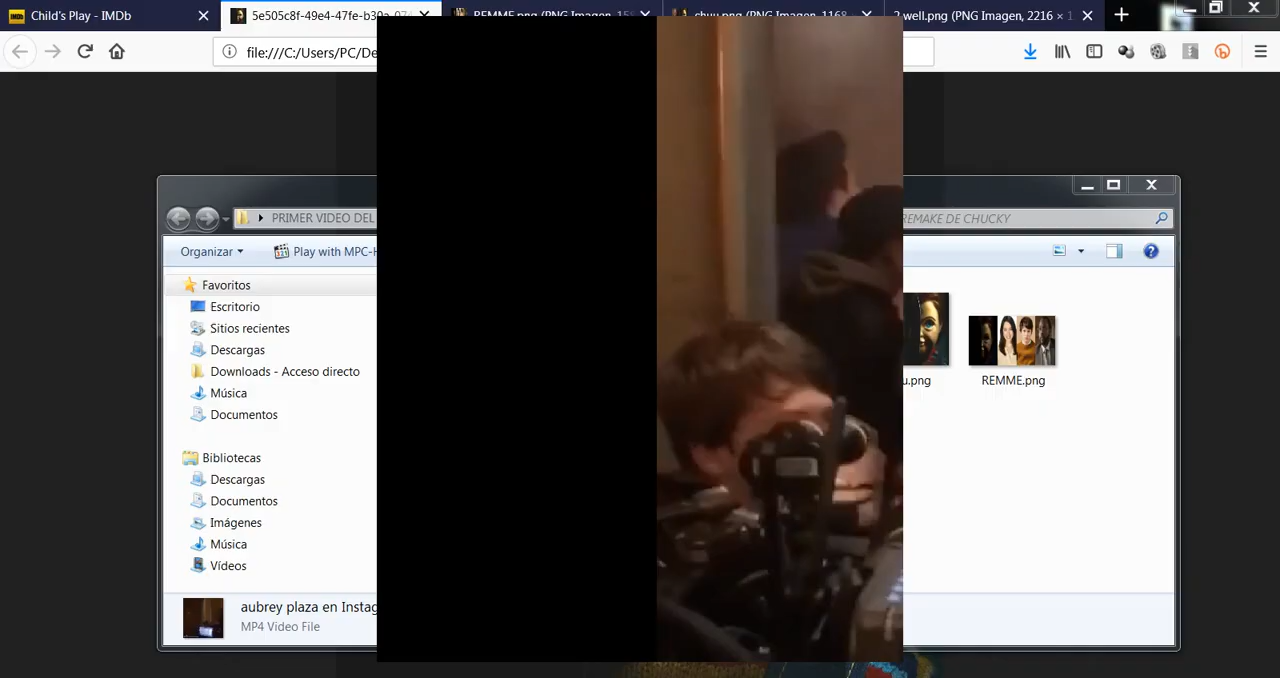 Child's Play - IMDb
5e505c8f-49e4-47fe-b30a-074
REMME.png (PNG Imagen, 155
chuu.png (PNG Imagen, 1168
2 well.png (PNG Imagen, 2216 × 1
file:///C:/Users/PC/De
PRIMER VIDEO DEL
REMAKE DE CHUCKY
Organizar
Play with MPC-H
Favoritos
Escritorio
Sitios recientes
Descargas
Downloads - Acceso directo
Música
Documentos
Bibliotecas
Descargas
Documentos
Imágenes
Música
Vídeos
u.png
REMME.png
aubrey plaza en Instag
MP4 Video File